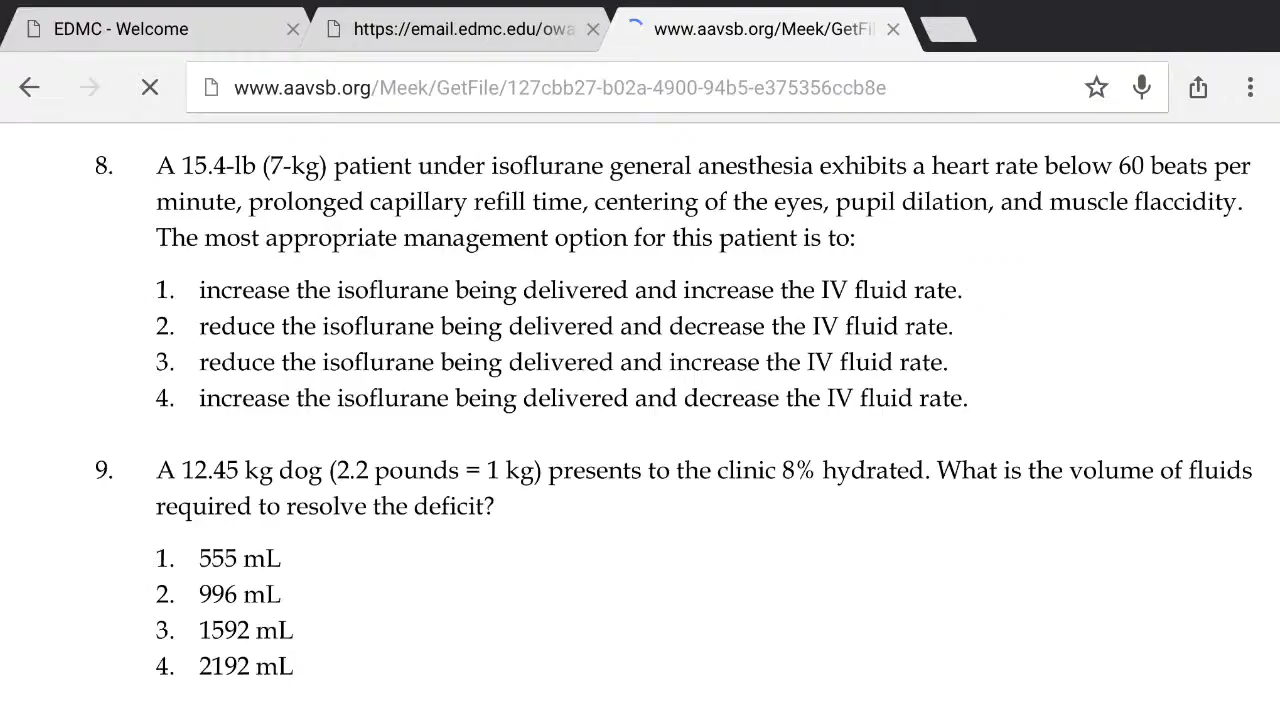 EDMC - Welcome
https://email.edmc.edu/owa
www.aavsb.org/Meek/GetFi
www.aavsb.org/Meek/GetFile/127cbb27-b02a-4900-94b5-e375356ccb8e
8. A 15.4-lb (7-kg) patient under isoflurane general anesthesia exhibits a heart rate below 60 beats per
minute, prolonged capillary refill time, centering of the eyes, pupil dilation, and muscle flaccidity.
The most appropriate management option for this patient is to:
1. increase the isoflurane being delivered and increase the IV fluid rate.
2. reduce the isoflurane being delivered and decrease the IV fluid rate.
3. reduce the isoflurane being delivered and increase the IV fluid rate.
4. increase the isoflurane being delivered and decrease the IV fluid rate.
9. A 12.45 kg dog (2.2 pounds = 1 kg) presents to the clinic 8% hydrated. What is the volume of fluids
required to resolve the deficit?
1. 555 mL
2. 996 mL
3. 1592 mL
4. 2192 mL